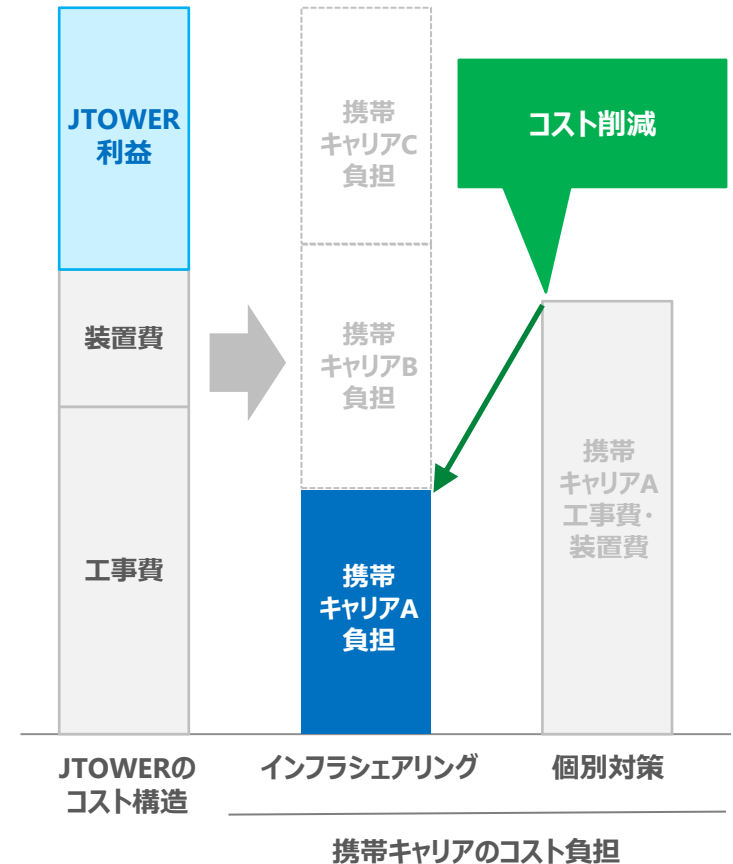 JTOWER
利益
装置費
工事費
携帯
キャリアC
負担
携帯
キャリアB
負担
携帯
キャリアA
負担
コスト削減
携帯
キャリアA
工事費・
装置費
JTOWERの
コスト構造
インフラシェアリング
個別対策
携帯キャリアのコスト負担